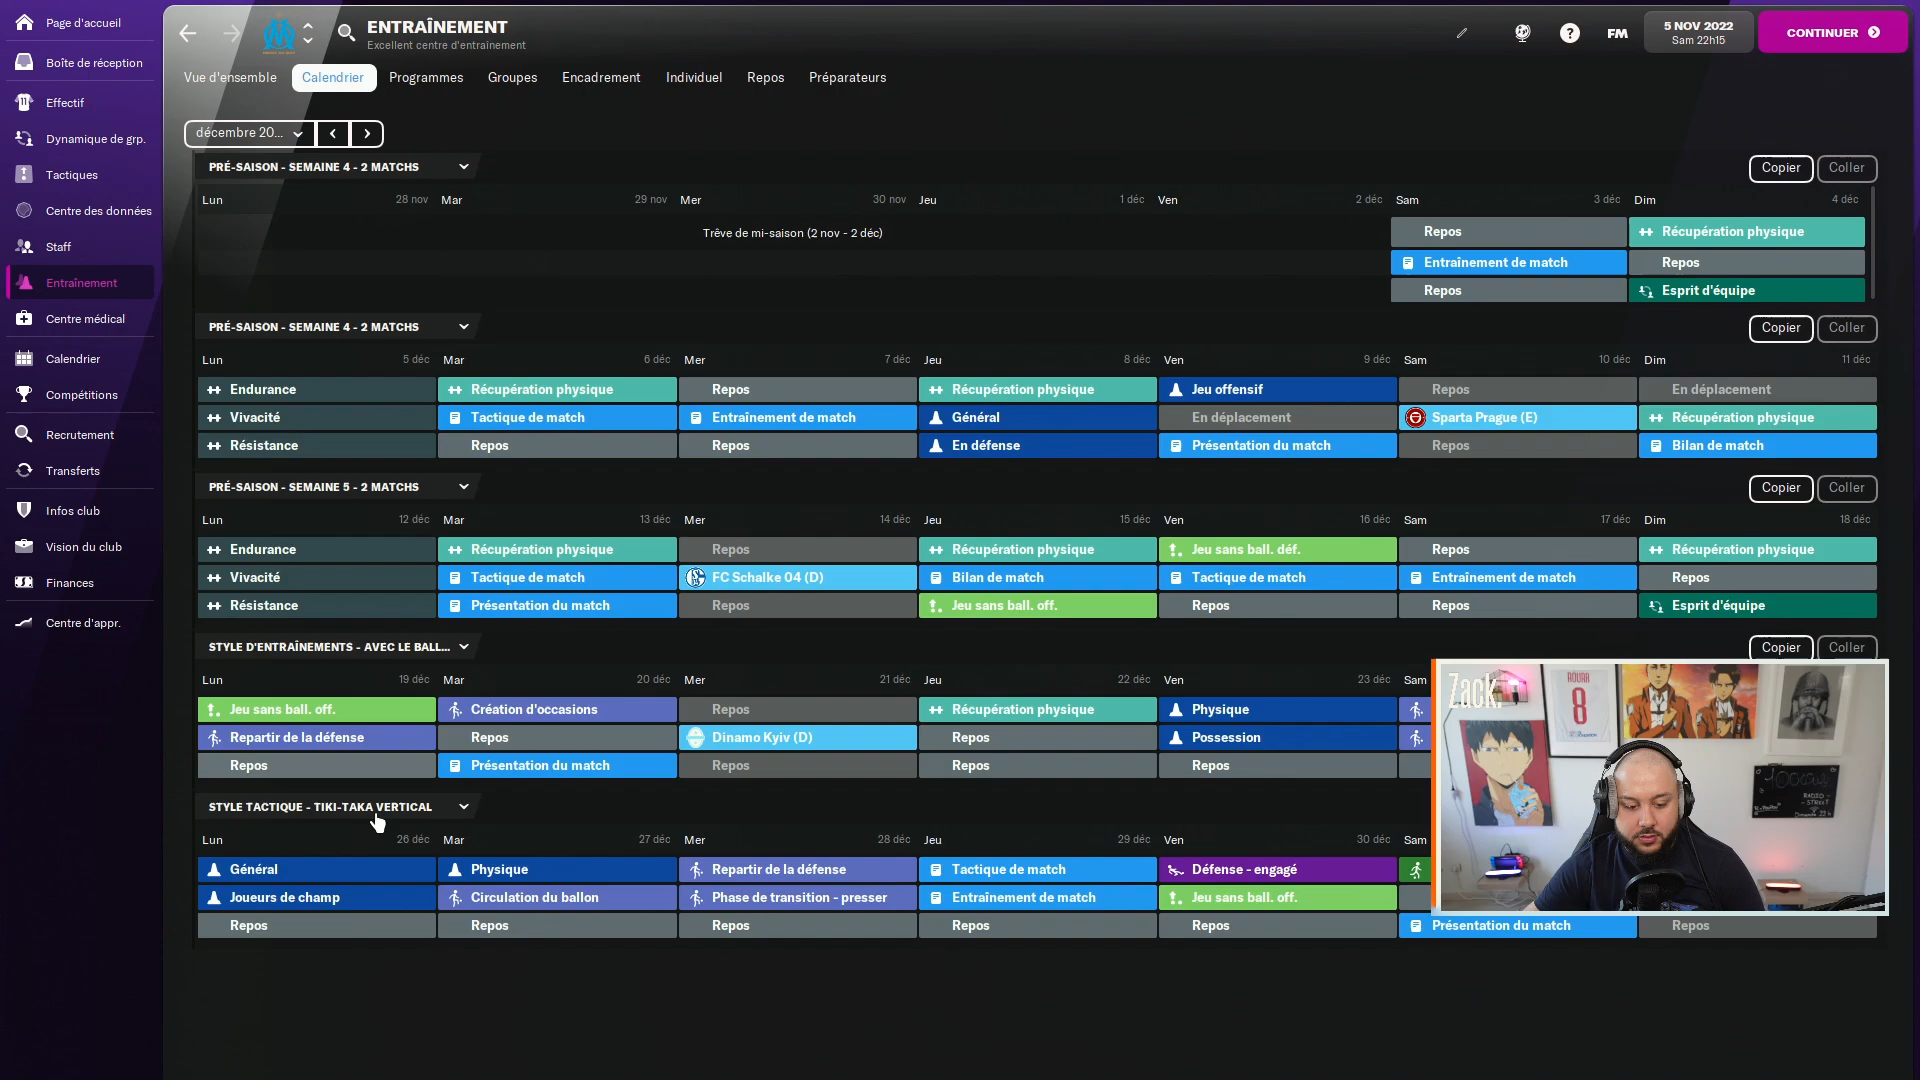 Page d'accueil
Boîte de réception
Effectif
Dynamique de grp.
Tactiques
Centre des données
Staff
Entraînement
Centre médical
Calendrier
Compétitions
Recrutement
Transferts
Infos club
Vision du club
Finances
Centre d'appr.
ENTRAÎNEMENT
Excellent centre d'entrainement
FM
5 NOV 2022
Sam 22h15
CONTINUER
Vue d'ensemble Calendrier Programmes Groupes Encadrement Individuel Repos Préparateurs
décembre 20...
PRÉ-SAISON - SEMAINE 4 - 2 MATCHS Copier Coller
Lun 28 nov Mar 29 nov Mer 30 nov Jeu 1 déc Ven 2 déc Sam 3 déc Dim 4 déc
Trêve de mi-saison (2 nov - 2 déc) Repos Récupération physique
Entraînement de match Repos
Repos Esprit d'équipe
PRÉ-SAISON - SEMAINE 4 - 2 MATCHS Copier Coller
Lun 5 déc Mar 6 déc Mer 7 déc Jeu 8 déc Ven 9 déc Sam 10 déc Dim 11 déc
Endurance Récupération physique Repos Récupération physique Jeu offensif Repos En déplacement
Vivacité Tactique de match Entraînement de match Général En déplacement Sparta Prague (E) Récupération physique
Résistance Repos Repos En défense Présentation du match Repos Bilan de match
PRÉ-SAISON - SEMAINE 5 - 2 MATCHS Copier Coller
Lun 12 déc Mar 13 déc Mer 14 déc Jeu 15 déc Ven 16 déc Sam 17 déc Dim 18 déc
Endurance Récupération physique Repos Récupération physique Jeu sans ball. déf. Repos Récupération physique
Vivacité Tactique de match FC Schalke 04 (D) Bilan de match Tactique de match Entraînement de match Repos
Résistance Présentation du match Repos Jeu sans ball. off. Repos Repos Esprit d'équipe
STYLE D'ENTRAÎNEMENTS - AVEC LE BALL... Copier Coller
Lun 19 déc Mar 20 déc Mer 21 déc Jeu 22 déc Ven 23 déc Sam
Jeu sans ball. off. Création d'occasions Repos Récupération physique Physique
Repartir de la défense Repos Dinamo Kyiv (D) Repos Possession
Repos Présentation du match Repos Repos Repos
STYLE TACTIQUE - TIKI-TAKA VERTICAL
Lun 26 déc Mar 27 déc Mer 28 déc Jeu 29 déc Ven 30 déc Sam
Général Physique Repartir de la défense Tactique de match Défense - engagé
Joueurs de champ Circulation du ballon Phase de transition - presser Entraînement de match Jeu sans ball. off.
Repos Repos Repos Repos Repos Présentation du match Repos
Zack.
8